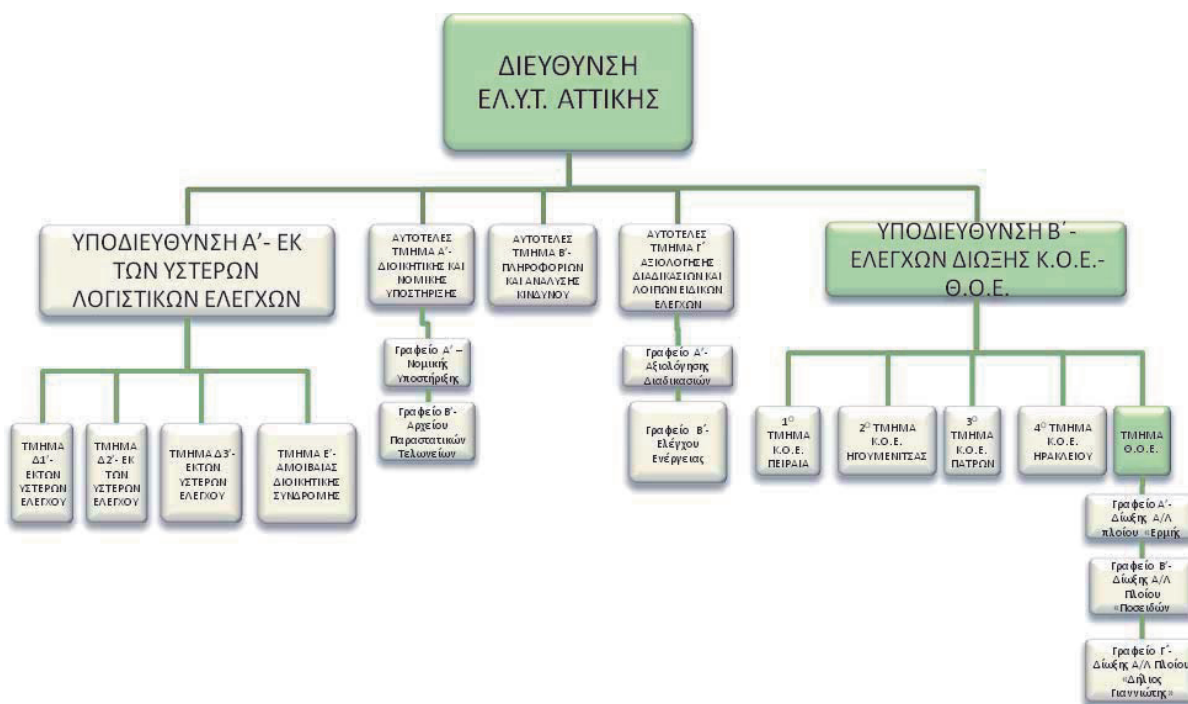 ΔΙΕΥΘΥΝΣΗ
ΕΛ.Υ.Τ. ΑΤΤΙΚΗΣ
ΥΠΟΔΙΕΥΘΥΝΣΗ Α΄- ΕΚ
ΤΩΝ ΥΣΤΕΡΩΝ
ΛΟΓΙΣΤΙΚΩΝ ΕΛΕΓΧΩΝ
ΑΥΤΟΤΕΛΕΣ
ΤΜΗΜΑ Α΄-
ΔΙΟΙΚΗΤΙΚΗΣ ΚΑΙ
ΝΟΜΙΚΗΣ
ΥΠΟΣΤΗΡΙΞΗΣ
ΑΥΤΟΤΕΛΕΣ
ΤΜΗΜΑ Β΄-
ΠΛΗΡΟΦΟΡΙΩΝ
ΚΑΙ ΑΝΑΛΥΣΗΣ
ΚΙΝΔΥΝΟΥ
ΑΥΤΟΤΕΛΕΣ
ΤΜΗΜΑ Γ΄
ΑΞΙΟΛΟΓΗΣΗΣ
ΔΙΑΔΙΚΑΣΙΩΝ ΚΑΙ
ΛΟΙΠΩΝ ΕΙΔΙΚΩΝ
ΕΛΕΓΧΩΝ
ΥΠΟΔΙΕΥΘΥΝΣΗ Β΄-
ΕΛΕΓΧΩΝ ΔΙΩΞΗΣ Κ.Ο.Ε.-
Θ.Ο.Ε.
Γραφείο Α΄ –
Νομικής
Υποστήριξης
Γραφείο Β΄-
Αρχείου
Παραστατικών
Τελωνείων
Γραφείο Α΄-
Αξιολόγησης
Διαδικασιών
Γραφείο Β΄-
Ελέγχου
Ενέργειας
ΤΜΗΜΑ
Δ1΄-
ΕΚΤΩΝ
ΥΣΤΕΡΩΝ
ΕΛΕΓΧΟΥ
ΤΜΗΜΑ
Δ2΄- ΕΚ
ΤΩΝ
ΥΣΤΕΡΩΝ
ΕΛΕΓΧΟΥ
ΤΜΗΜΑ Δ3΄-
ΕΚΤΩΝ
ΥΣΤΕΡΩΝ
ΕΛΕΓΧΟΥ
ΤΜΗΜΑ Ε΄-
ΑΜΟΙΒΑΙΑΣ
ΔΙΟΙΚΗΤΙΚΗΣ
ΣΥΝΔΡΟΜΗΣ
1Ο
ΤΜΗΜΑ
Κ.Ο.Ε.
ΠΕΙΡΑΙΑ
2Ο ΤΜΗΜΑ
Κ.Ο.Ε.
ΗΓΟΥΜΕΝΙΤΣΑΣ
3Ο
ΤΜΗΜΑ
Κ.Ο.Ε.
ΠΑΤΡΩΝ
4Ο ΤΜΗΜΑ
Κ.Ο.Ε.
ΗΡΑΚΛΕΙΟΥ
ΤΜΗΜΑ
Θ.Ο.Ε.
Γραφείο Α΄-
Δίωξης Α/Λ
πλοίου «Ερμής
Γραφείο Β΄-
Δίωξης Α/Λ
Πλοίου
«Ποσειδών
Γραφείο Γ΄-
Δίωξης Α/Λ Πλοίου
«Δήλιος
Γιαννιώτης»